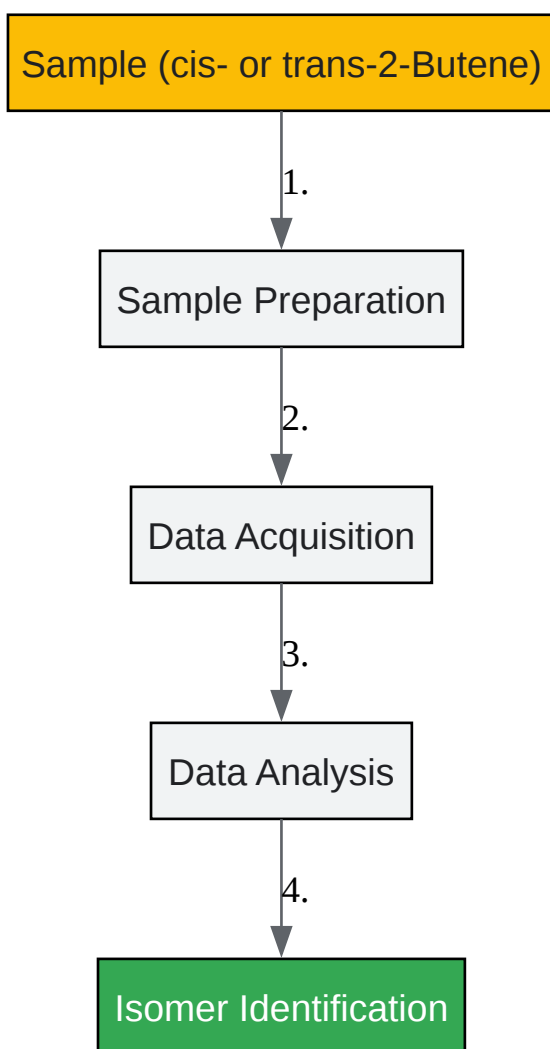 Sample (cis- or trans-2-Butene)
1.
Sample Preparation
2.
Data Acquisition
3.
Data Analysis
4.
Isomer Identification